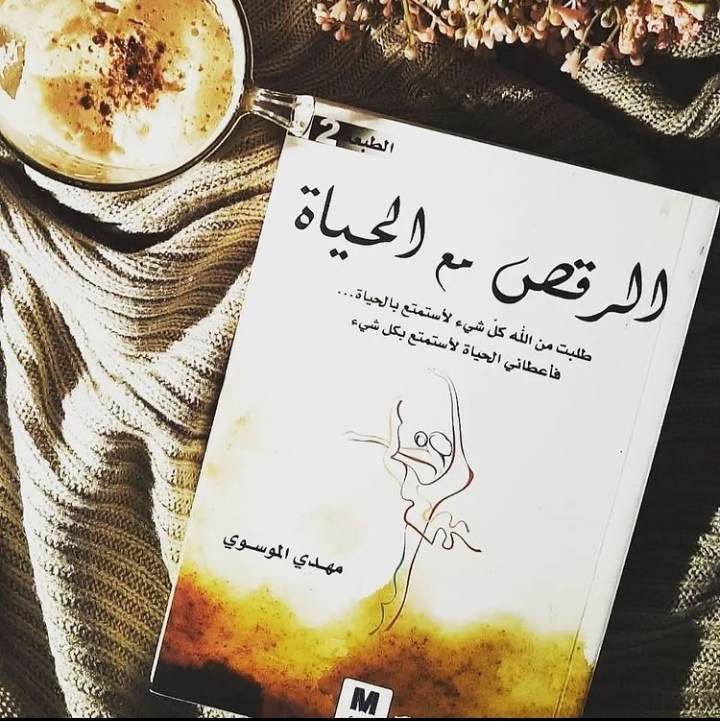 الطبعة 2
الرقص مع الحياة
طلبت من الله كلّ شيء لأستمتع بالحياة...
فأعطاني الحياة لأستمتع بكل شيء
مهدي الموسوي
M